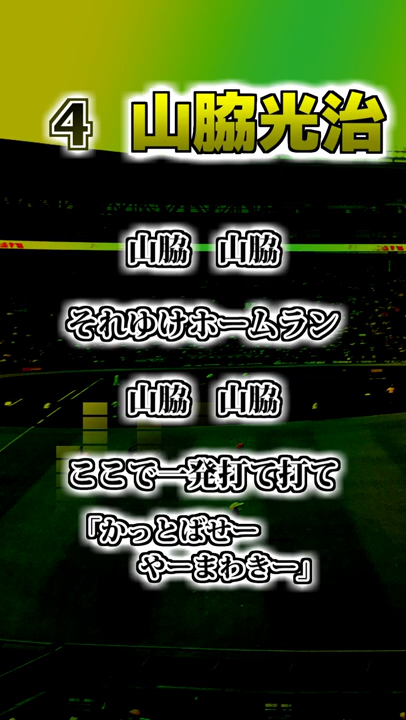 4 山脇光治
山脇 山脇
それゆけホームラン
山脇 山脇
ここで一発打て打て
『かっとばせー
やーまわきー』